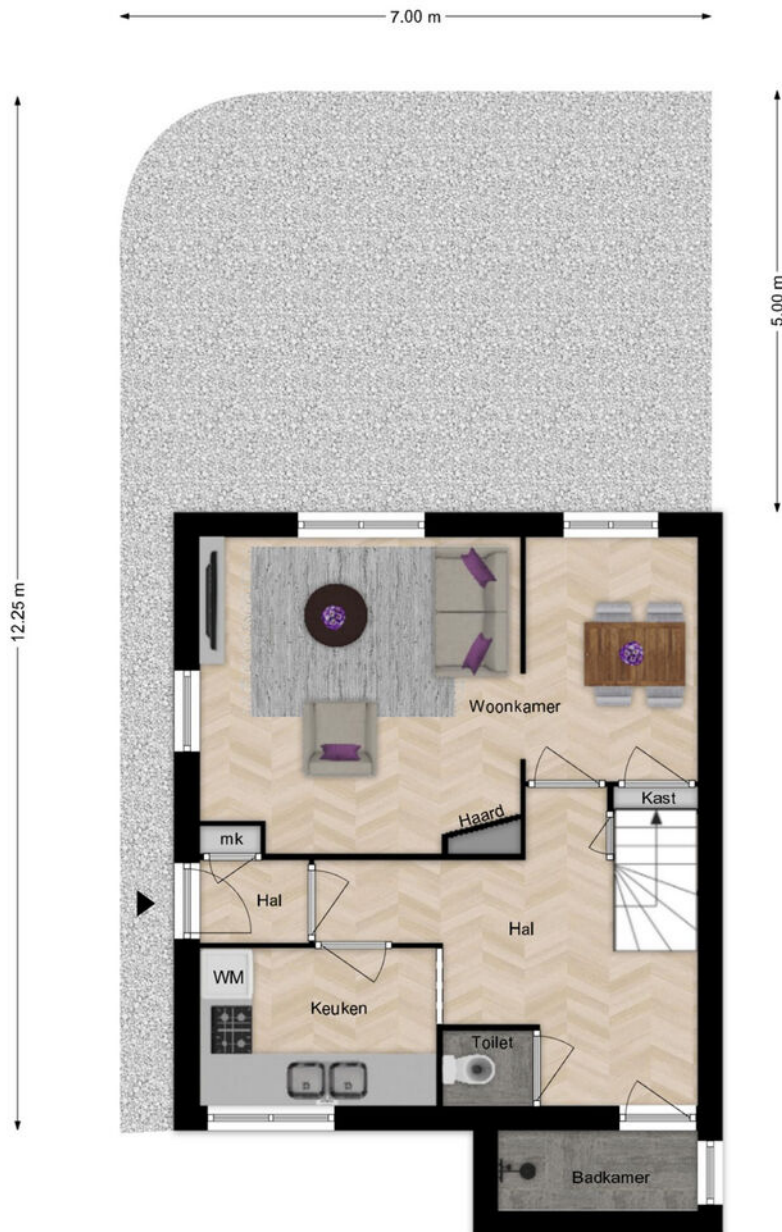 7.00 m
5.00 m
12.25 m
Woonkamer
Kast
Haard
mk
Hal
Hal
WM
Keuken
Toilet
Badkamer